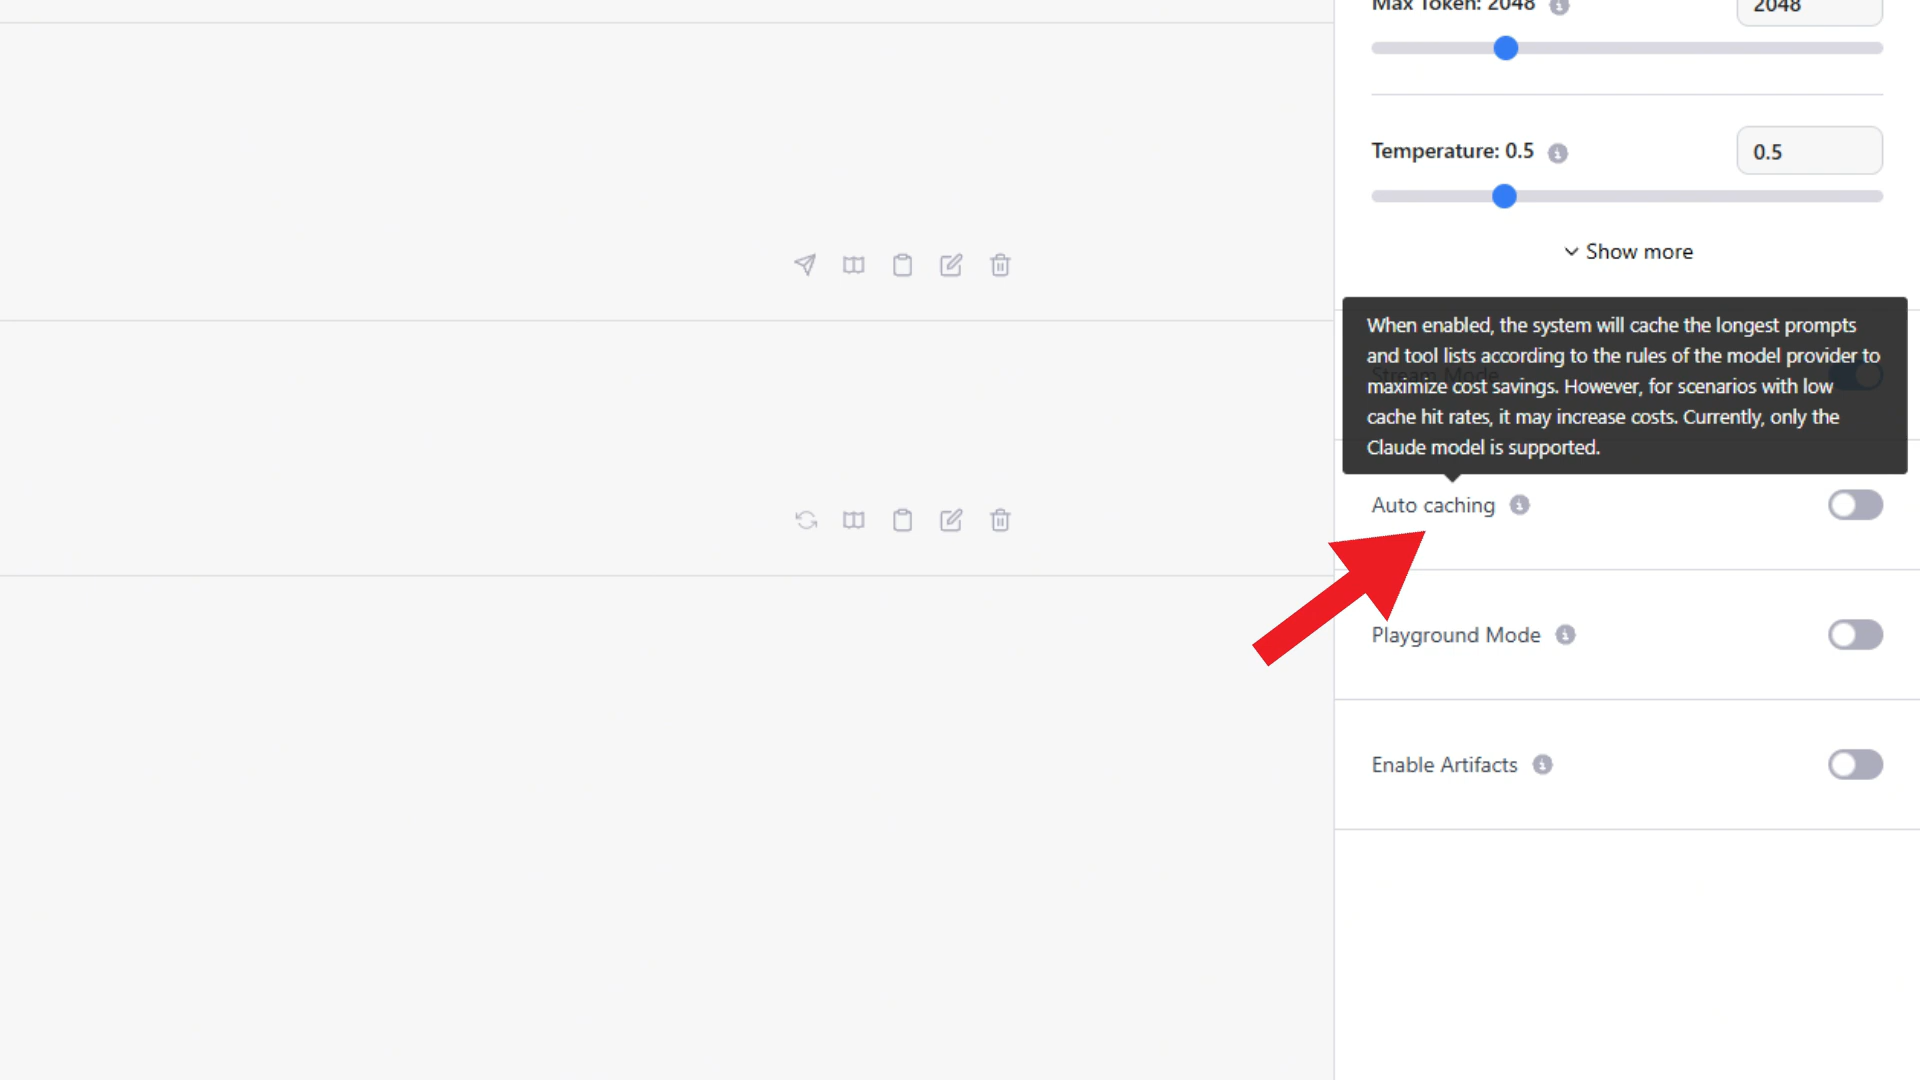 Max Token: 2048
2048
Temperature: 0.5
0.5
Show more
When enabled, the system will cache the longest prompts
and tool lists according to the rules of the model provider to
maximize cost savings. However, for scenarios with low
cache hit rates, it may increase costs. Currently, only the
Claude model is supported.
Stream Mode
Auto caching
Playground Mode
Enable Artifacts